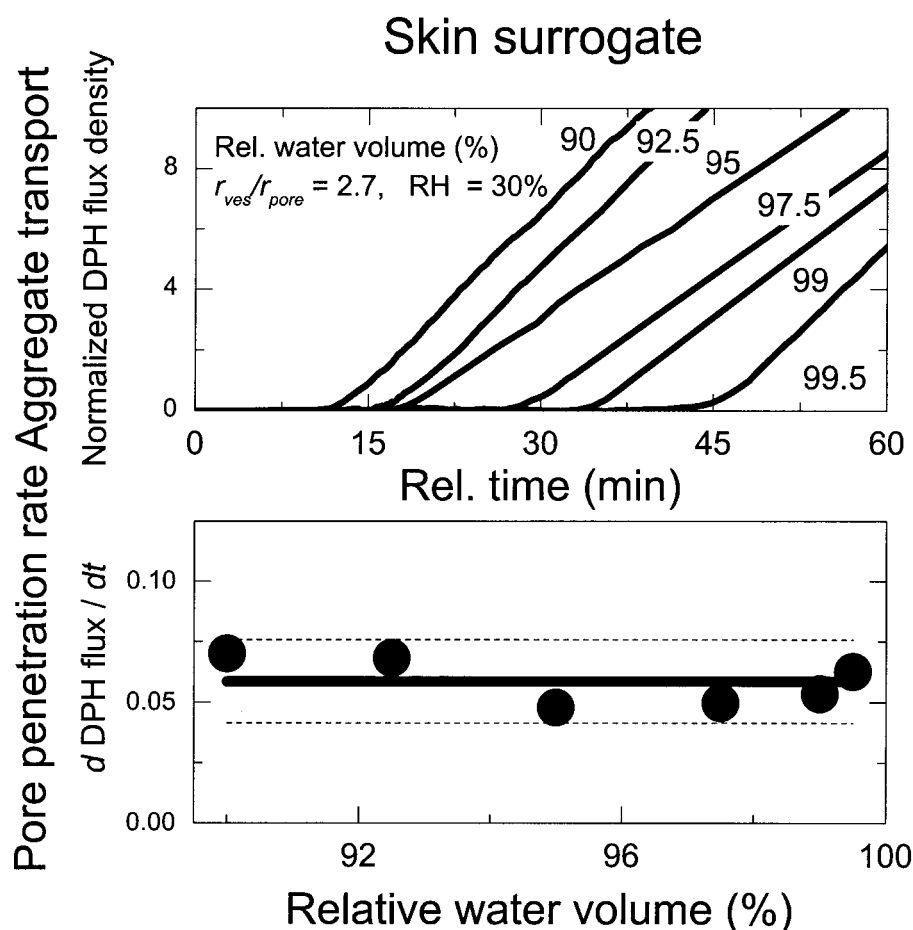 Skin surrogate
Aggregate transport
Normalized DPH flux density
Rel. water volume (%)
r_ves/r_pore = 2.7, RH = 30%
90
92.5
95
97.5
99
99.5
8
4
0
0 15 30 45 60
Rel. time (min)
Pore penetration rate
d DPH flux / dt
0.10
0.05
0.00
92 96 100
Relative water volume (%)